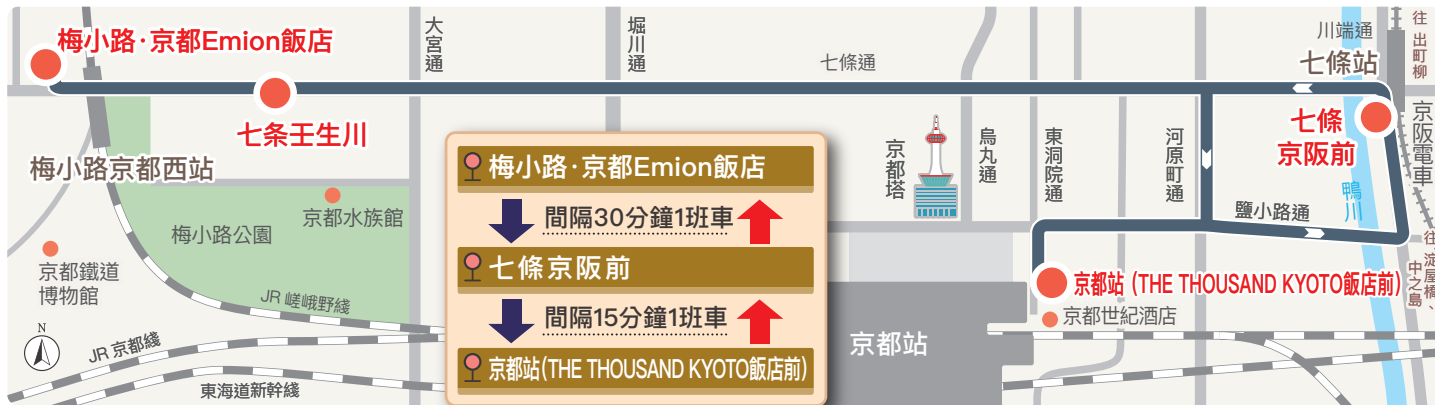 梅小路·京都Emion飯店
七条壬生川
大宮通
堀川通
七條通
川端通
七條站
往 出町柳
七條
京阪前
京阪電車
梅小路京都西站
京都水族館
梅小路公園
京都鐵道
博物館
JR 嵯峨野綫
JR 京都綫
東海道新幹綫
N
梅小路·京都Emion飯店
間隔30分鐘1班車
七條京阪前
間隔15分鐘1班車
京都站(THE THOUSAND KYOTO飯店前)
京都塔
烏丸通
東洞院通
河原町通
鴨川
鹽小路通
往 淀屋橋、
中之島
京都站 (THE THOUSAND KYOTO飯店前)
京都世紀酒店
京都站